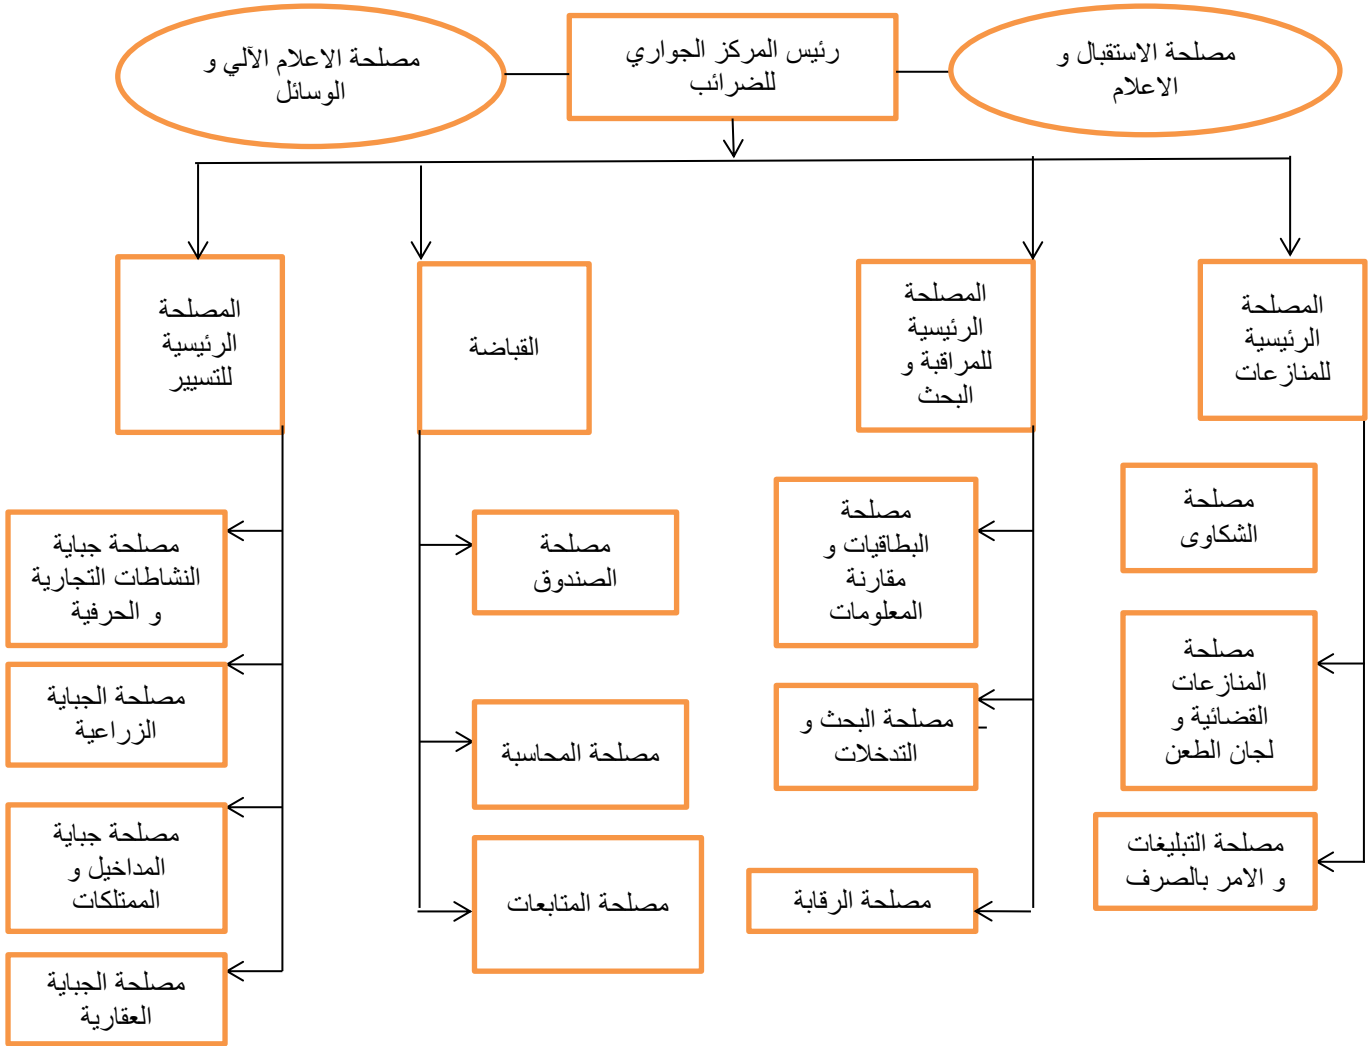 مصلحة الاستقبال و
الاعلام
رئيس المركز الجواري
للضرائب
مصلحة الاعلام الآلي و
الوسائل
المصلحة
الرئيسية
للمنازعات
المصلحة
الرئيسية
للمراقبة و
البحث
القباضة
المصلحة
الرئيسية
للتسيير
مصلحة
الشكاوى
مصلحة
المنازعات
القضائية و
لجان الطعن
مصلحة التبليغات
و الامر بالصرف
مصلحة
البطاقيات و
مقارنة
المعلومات
مصلحة البحث و
التدخلات
مصلحة الرقابة
مصلحة
الصندوق
مصلحة المحاسبة
مصلحة المتابعات
مصلحة جباية
النشاطات التجارية
و الحرفية
مصلحة الجباية
الزراعية
مصلحة جباية
المداخيل و
الممتلكات
مصلحة الجباية
العقارية